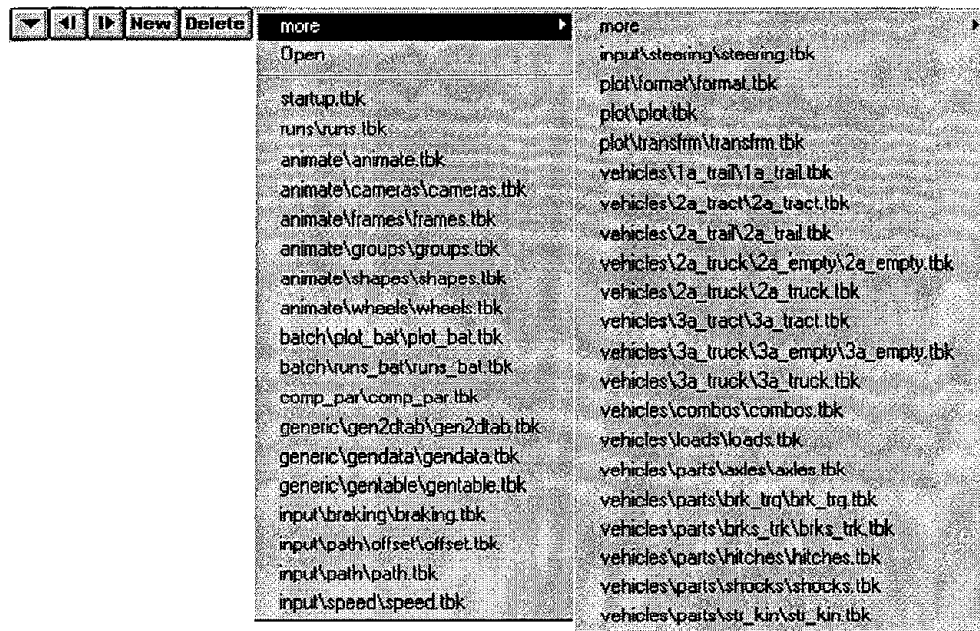 New Delete
more
Open
startup.tbk
runs\runs.tbk
animate\animate.tbk
animate\cameras\cameras.tbk
animate\frames\frames.tbk
animate\groups\groups.tbk
animate\shapes\shapes.tbk
animate\wheels\wheels.tbk
batch\plot_bat\plot_bat.tbk
batch\runs_bat\runs_bat.tbk
comp_par\comp_par.tbk
generic\gen2dtab\gen2dtab.tbk
generic\gendata\gendata.tbk
generic\gentable\gentable.tbk
input\braking\braking.tbk
input\path\offset\offset.tbk
input\path\path.tbk
input\speed\speed.tbk
more
input\steering\steering.tbk
plot\format\format.tbk
plot\plot.tbk
plot\transfrm\transfrm.tbk
vehicles\1a_trail\1a_trail.tbk
vehicles\2a_tract\2a_tract.tbk
vehicles\2a_trail\2a_trail.tbk
vehicles\2a_truck\2a_empty\2a_empty.tbk
vehicles\2a_truck\2a_truck.tbk
vehicles\3a_tract\3a_tract.tbk
vehicles\3a_truck\3a_empty\3a_empty.tbk
vehicles\3a_truck\3a_truck.tbk
vehicles\combos\combos.tbk
vehicles\loads\loads.tbk
vehicles\parts\axles\axles.tbk
vehicles\parts\brk_trq\brk_trq.tbk
vehicles\parts\brks_trk\brks_trk.tbk
vehicles\parts\hitches\hitches.tbk
vehicles\parts\shocks\shocks.tbk
vehicles\parts\str_kin\str_kin.tbk